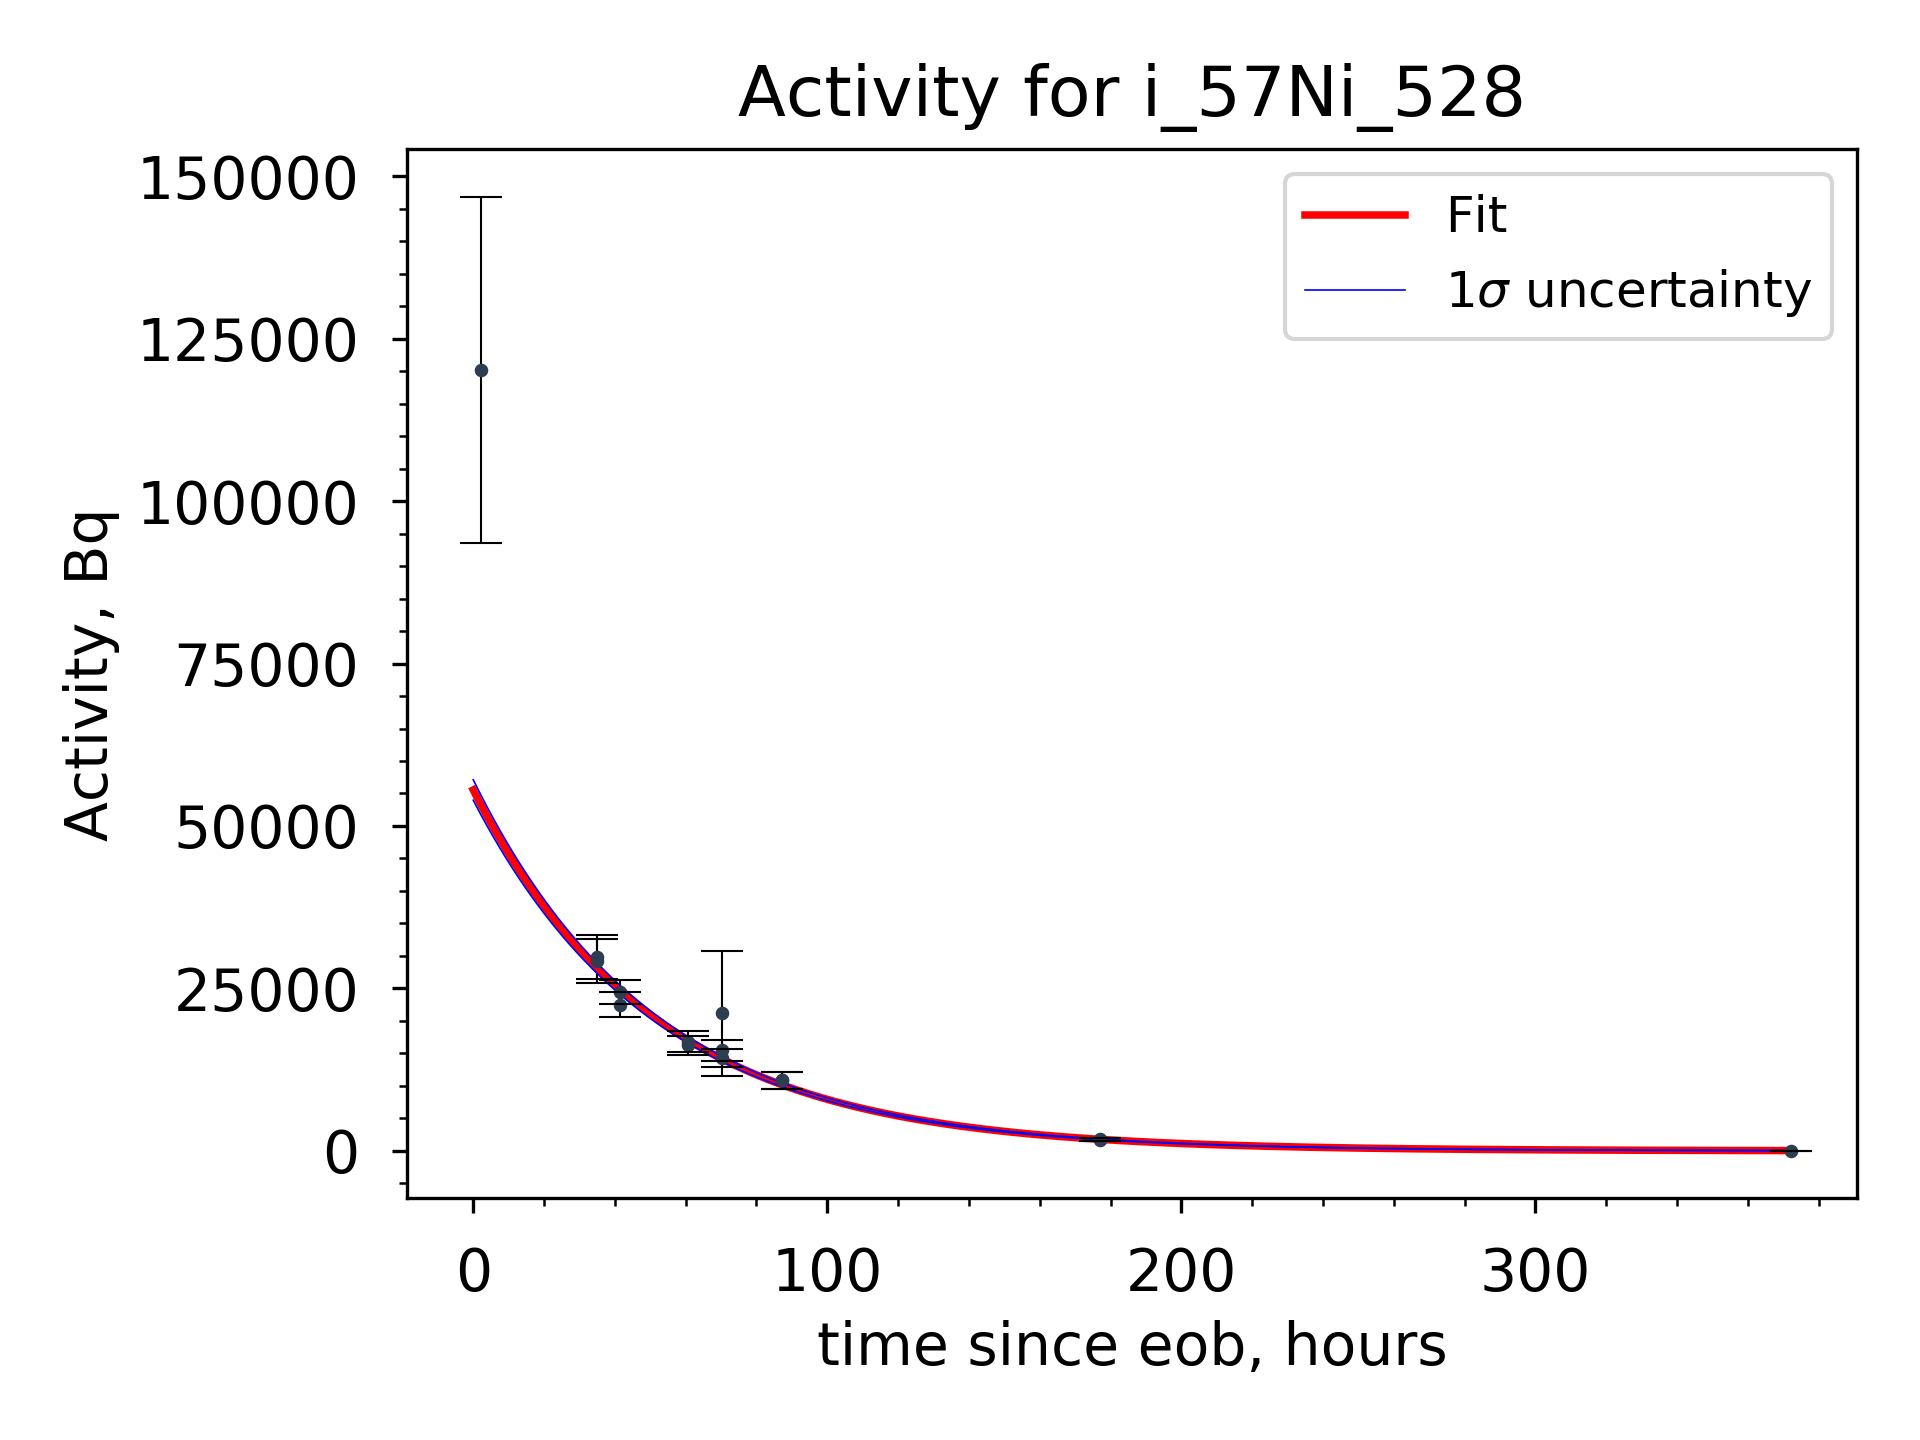 Activity for i_57Ni_528
Fit
1σ uncertainty
150000
125000
100000
75000
50000
25000
0
Activity, Bq
0 100 200 300
time since eob, hours